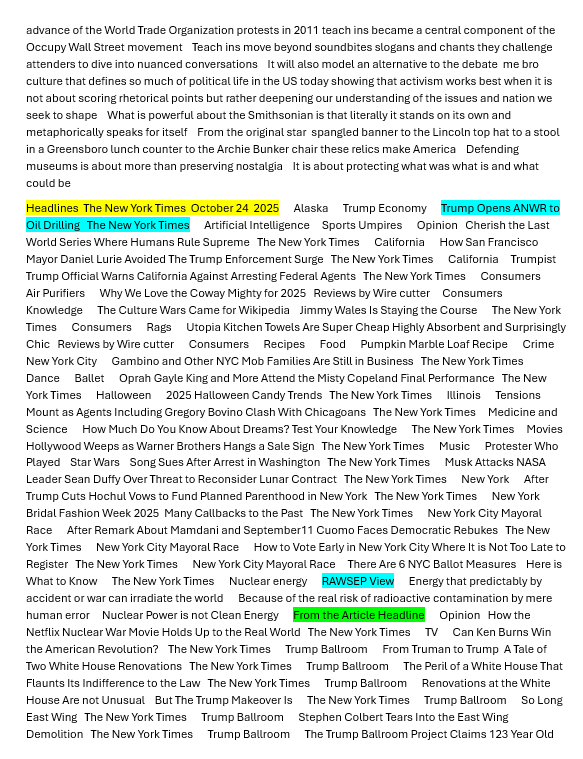 advance of the World Trade Organization protests in 2011 teach ins became a central component of the
Occupy Wall Street movement   Teach ins move beyond soundbites slogans and chants they challenge
attenders to dive into nuanced conversations   It will also model an alternative to the debate  me bro
culture that defines so much of political life in the US today showing that activism works best when it is
not about scoring rhetorical points but rather deepening our understanding of the issues and nation we
seek to shape   What is powerful about the Smithsonian is that literally it stands on its own and
metaphorically speaks for itself   From the original star  spangled banner to the Lincoln top hat to a stool
in a Greensboro lunch counter to the Archie Bunker chair these relics make America   Defending
museums is about more than preserving nostalgia   It is about protecting what was what is and what
could be
Headlines  The New York Times  October 24  2025    Alaska    Trump Economy    Trump Opens ANWR to
Oil Drilling  The New York Times    Artificial Intelligence   Sports Umpires    Opinion  Cherish the Last
World Series Where Humans Rule Supreme  The New York Times    California    How San Francisco
Mayor Daniel Lurie Avoided The Trump Enforcement Surge  The New York Times    California   Trumpist
Trump Official Warns California Against Arresting Federal Agents  The New York Times    Consumers
Air Purifiers    Why We Love the Coway Mighty for 2025  Reviews by Wire cutter    Consumers
Knowledge   The Culture Wars Came for Wikipedia   Jimmy Wales Is Staying the Course    The New York
Times    Consumers    Rags    Utopia Kitchen Towels Are Super Cheap Highly Absorbent and Surprisingly
Chic  Reviews by Wire cutter    Consumers    Recipes    Food    Pumpkin Marble Loaf Recipe    Crime
New York City    Gambino and Other NYC Mob Families Are Still in Business  The New York Times
Dance    Ballet    Oprah Gayle King and More Attend the Misty Copeland Final Performance  The New
York Times    Halloween    2025 Halloween Candy Trends  The New York Times    Illinois    Tensions
Mount as Agents Including Gregory Bovino Clash With Chicagoans  The New York Times    Medicine and
Science    How Much Do You Know About Dreams? Test Your Knowledge    The New York Times    Movies
Hollywood Weeps as Warner Brothers Hangs a Sale Sign  The New York Times    Music    Protester Who
Played   Star Wars   Song Sues After Arrest in Washington  The New York Times    Musk Attacks NASA
Leader Sean Duffy Over Threat to Reconsider Lunar Contract  The New York Times    New York    After
Trump Cuts Hochul Vows to Fund Planned Parenthood in New York  The New York Times    New York
Bridal Fashion Week 2025  Many Callbacks to the Past  The New York Times    New York City Mayoral
Race    After Remark About Mamdani and September11 Cuomo Faces Democratic Rebukes  The New
York Times    New York City Mayoral Race    How to Vote Early in New York City Where It is Not Too Late to
Register  The New York Times    New York City Mayoral Race    There Are 6 NYC Ballot Measures   Here is
What to Know    The New York Times    Nuclear energy    RAWSEP View    Energy that predictably by
accident or war can irradiate the world    Because of the real risk of radioactive contamination by mere
human error   Nuclear Power is not Clean Energy    From the Article Headline    Opinion   How the
Netflix Nuclear War Movie Holds Up to the Real World  The New York Times    TV    Can Ken Burns Win
the American Revolution?   The New York Times    Trump Ballroom    From Truman to Trump  A Tale of
Two White House Renovations  The New York Times    Trump Ballroom    The Peril of a White House That
Flaunts Its Indifference to the Law  The New York Times    Trump Ballroom    Renovations at the White
House Are not Unusual   But The Trump Makeover Is    The New York Times    Trump Ballroom    So Long
East Wing  The New York Times    Trump Ballroom    Stephen Colbert Tears Into the East Wing
Demolition  The New York Times    Trump Ballroom    The Trump Ballroom Project Claims 123 Year Old